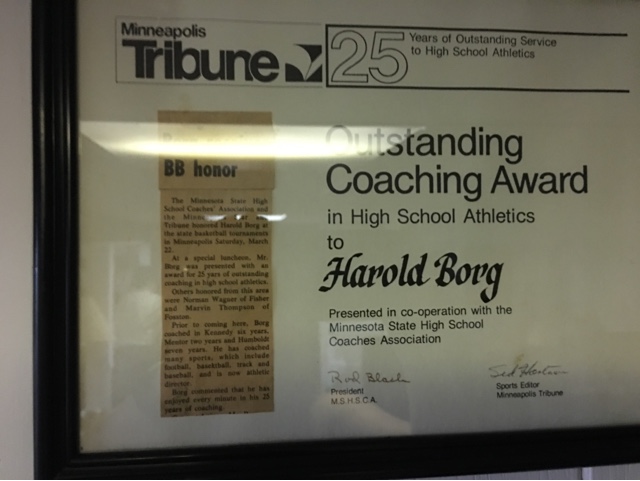 Minneapolis
Tribune
25
Years of Outstanding Service
to High School Athletics
BB honor
The Minnesota State High
School Coaches' Association and
the
Tribune honored Harold Borg at
the state basketball tournaments
in Minneapolis Saturday, March
22.
At a special luncheon, Mr.
Borg was presented with an
award for 25 years of outstanding
coaching in high school athletics.
Others honored from this area
were Norman Wagner of Fisher
and Marvin Thompson of
Fosston.
Prior to coming here, Borg
coached in Kennedy six years,
Mentor two years and Humboldt
seven years. He has coached
many sports, which include
football, basketball, track and
baseball, and is now athletic
director.
Borg commented that he has
enjoyed every minute in his 25
years of coaching.
Outstanding
Coaching Award
in High School Athletics
to
Harold Borg
Presented in co-operation with the
Minnesota State High School
Coaches Association
President
M.S.H.S.C.A.
Sports Editor
Minneapolis Tribune